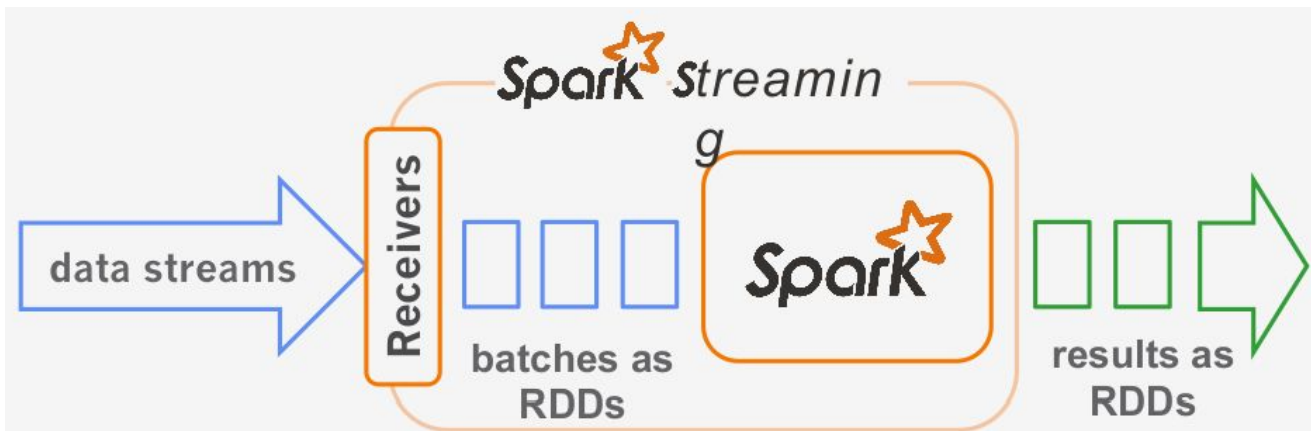 Spark Streamin
g
data streams
Receivers
batches as
RDDs
Spark
results as
RDDs